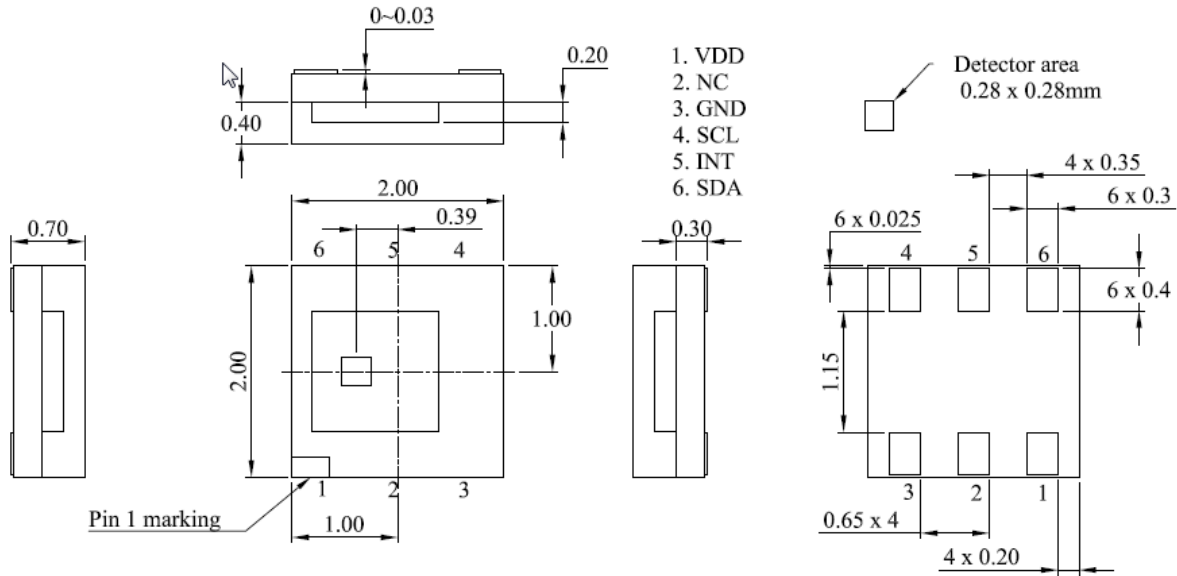 0~0.03
0.20
0.40
1. VDD
2. NC
3. GND
4. SCL
5. INT
6. SDA
Detector area
0.28 x 0.28mm
2.00
0.39
6 5 4
0.70
2.00
1.00
1 2 3
Pin 1 marking
1.00
0.30
4 x 0.35
6 x 0.3
6 x 0.025
4 5 6
6 x 0.4
1.15
3 2 1
0.65 x 4
4 x 0.20